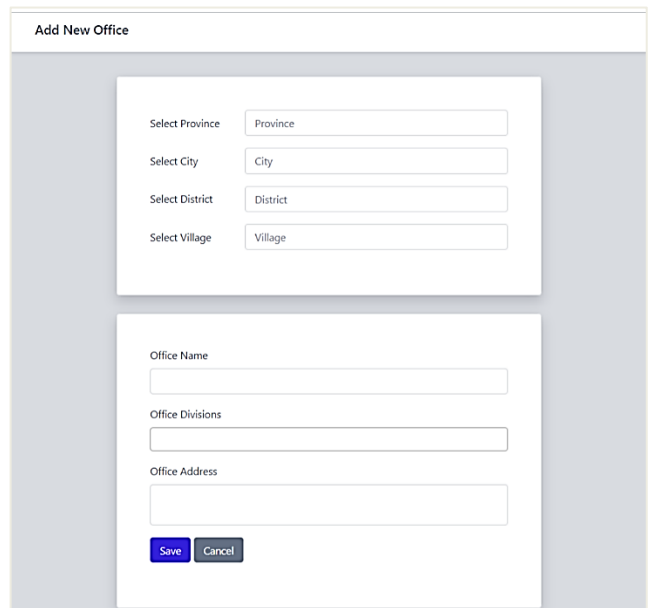 Add New Office
Select Province Province
Select City City
Select District District
Select Village Village
Office Name
Office Divisions
Office Address
Save Cancel